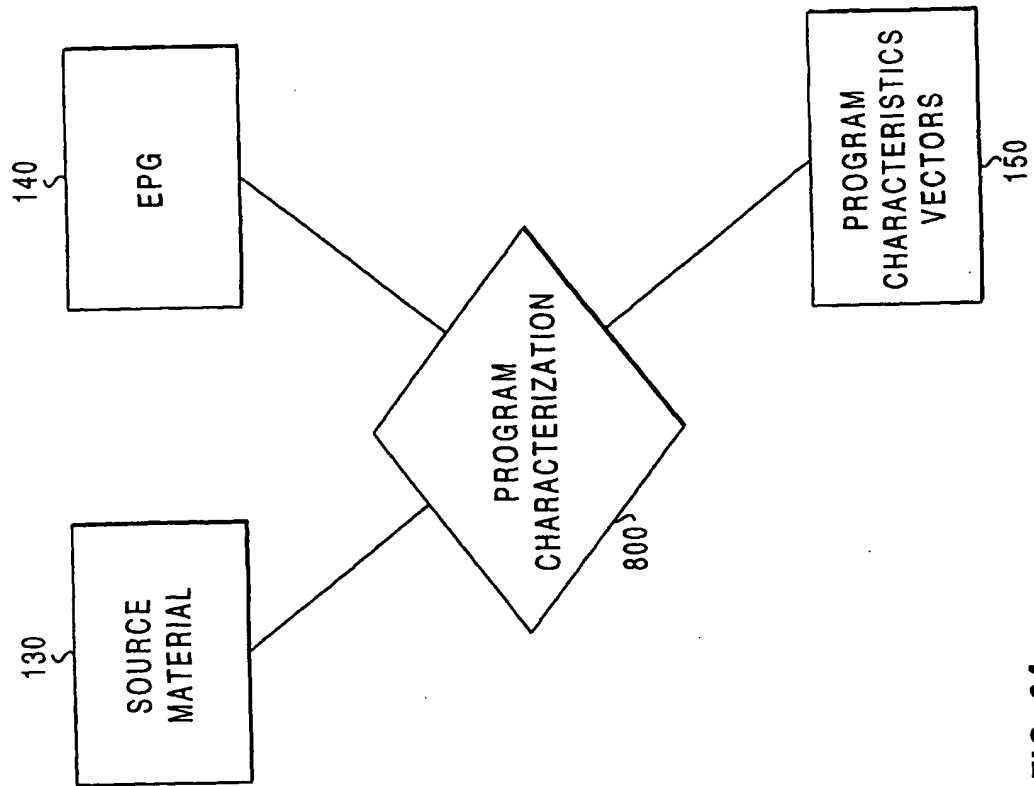 130
SOURCE
MATERIAL
140
EPG
PROGRAM
CHARACTERIZATION
800
PROGRAM
CHARACTERISTICS
VECTORS
150